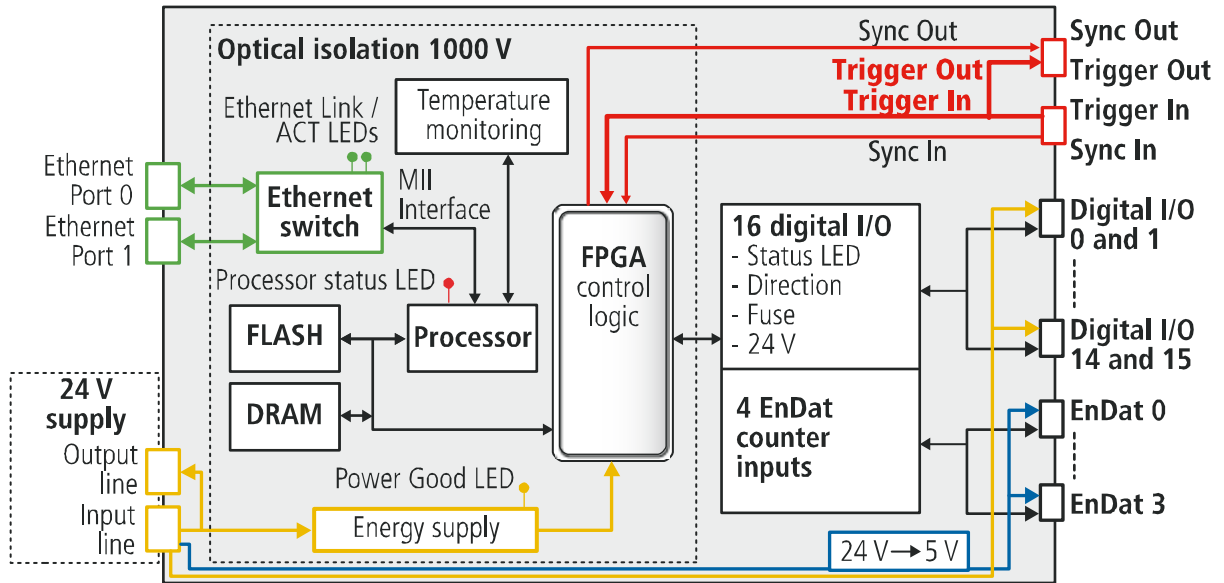 Optical isolation 1000 V
Sync Out
Sync Out
Trigger Out
Trigger Out
Trigger In
Trigger In
Sync In
Sync In
Ethernet Link /
ACT LEDs
Temperature
monitoring
Ethernet
Port 0
Ethernet
Port 1
Ethernet
switch
MII
Interface
Processor status LED
FLASH
Processor
DRAM
FPGA
control
logic
16 digital I/O
- Status LED
- Direction
- Fuse
- 24 V
4 EnDat
counter
inputs
Digital I/O
0 and 1
Digital I/O
14 and 15
EnDat 0
EnDat 3
24 V
supply
Output
line
Input
line
Power Good LED
Energy supply
24 V→5 V